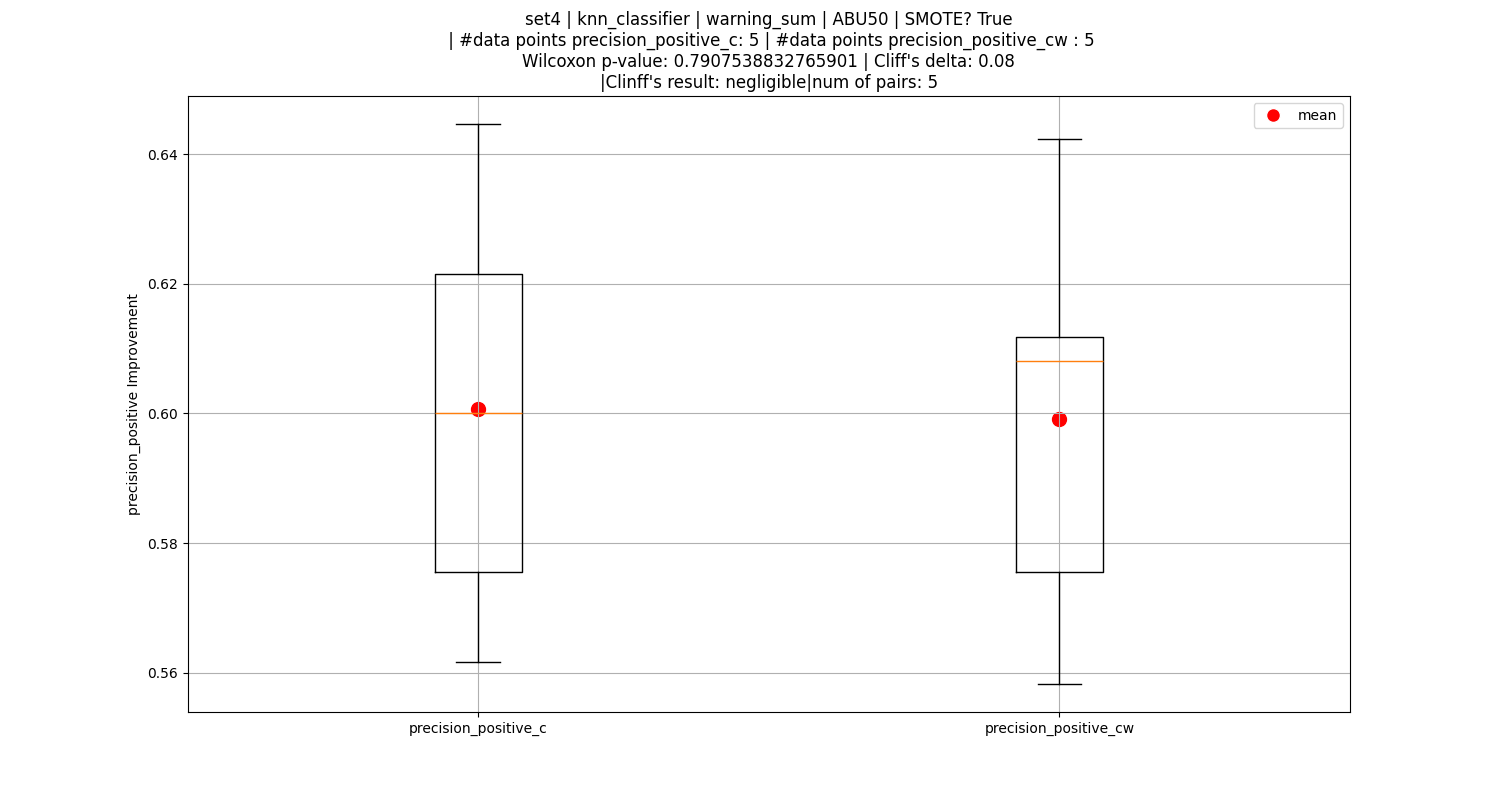 set4 | knn_classifier | warning_sum | ABU50 | SMOTE? True
| #data points precision_positive_c: 5 | #data points precision_positive_cw : 5
Wilcoxon p-value: 0.7907538832765901 | Cliff's delta: 0.08
|Clinff's result: negligible|num of pairs: 5
mean
0.64
0.62
0.60
0.58
0.56
precision_positive Improvement
precision_positive_c
precision_positive_cw